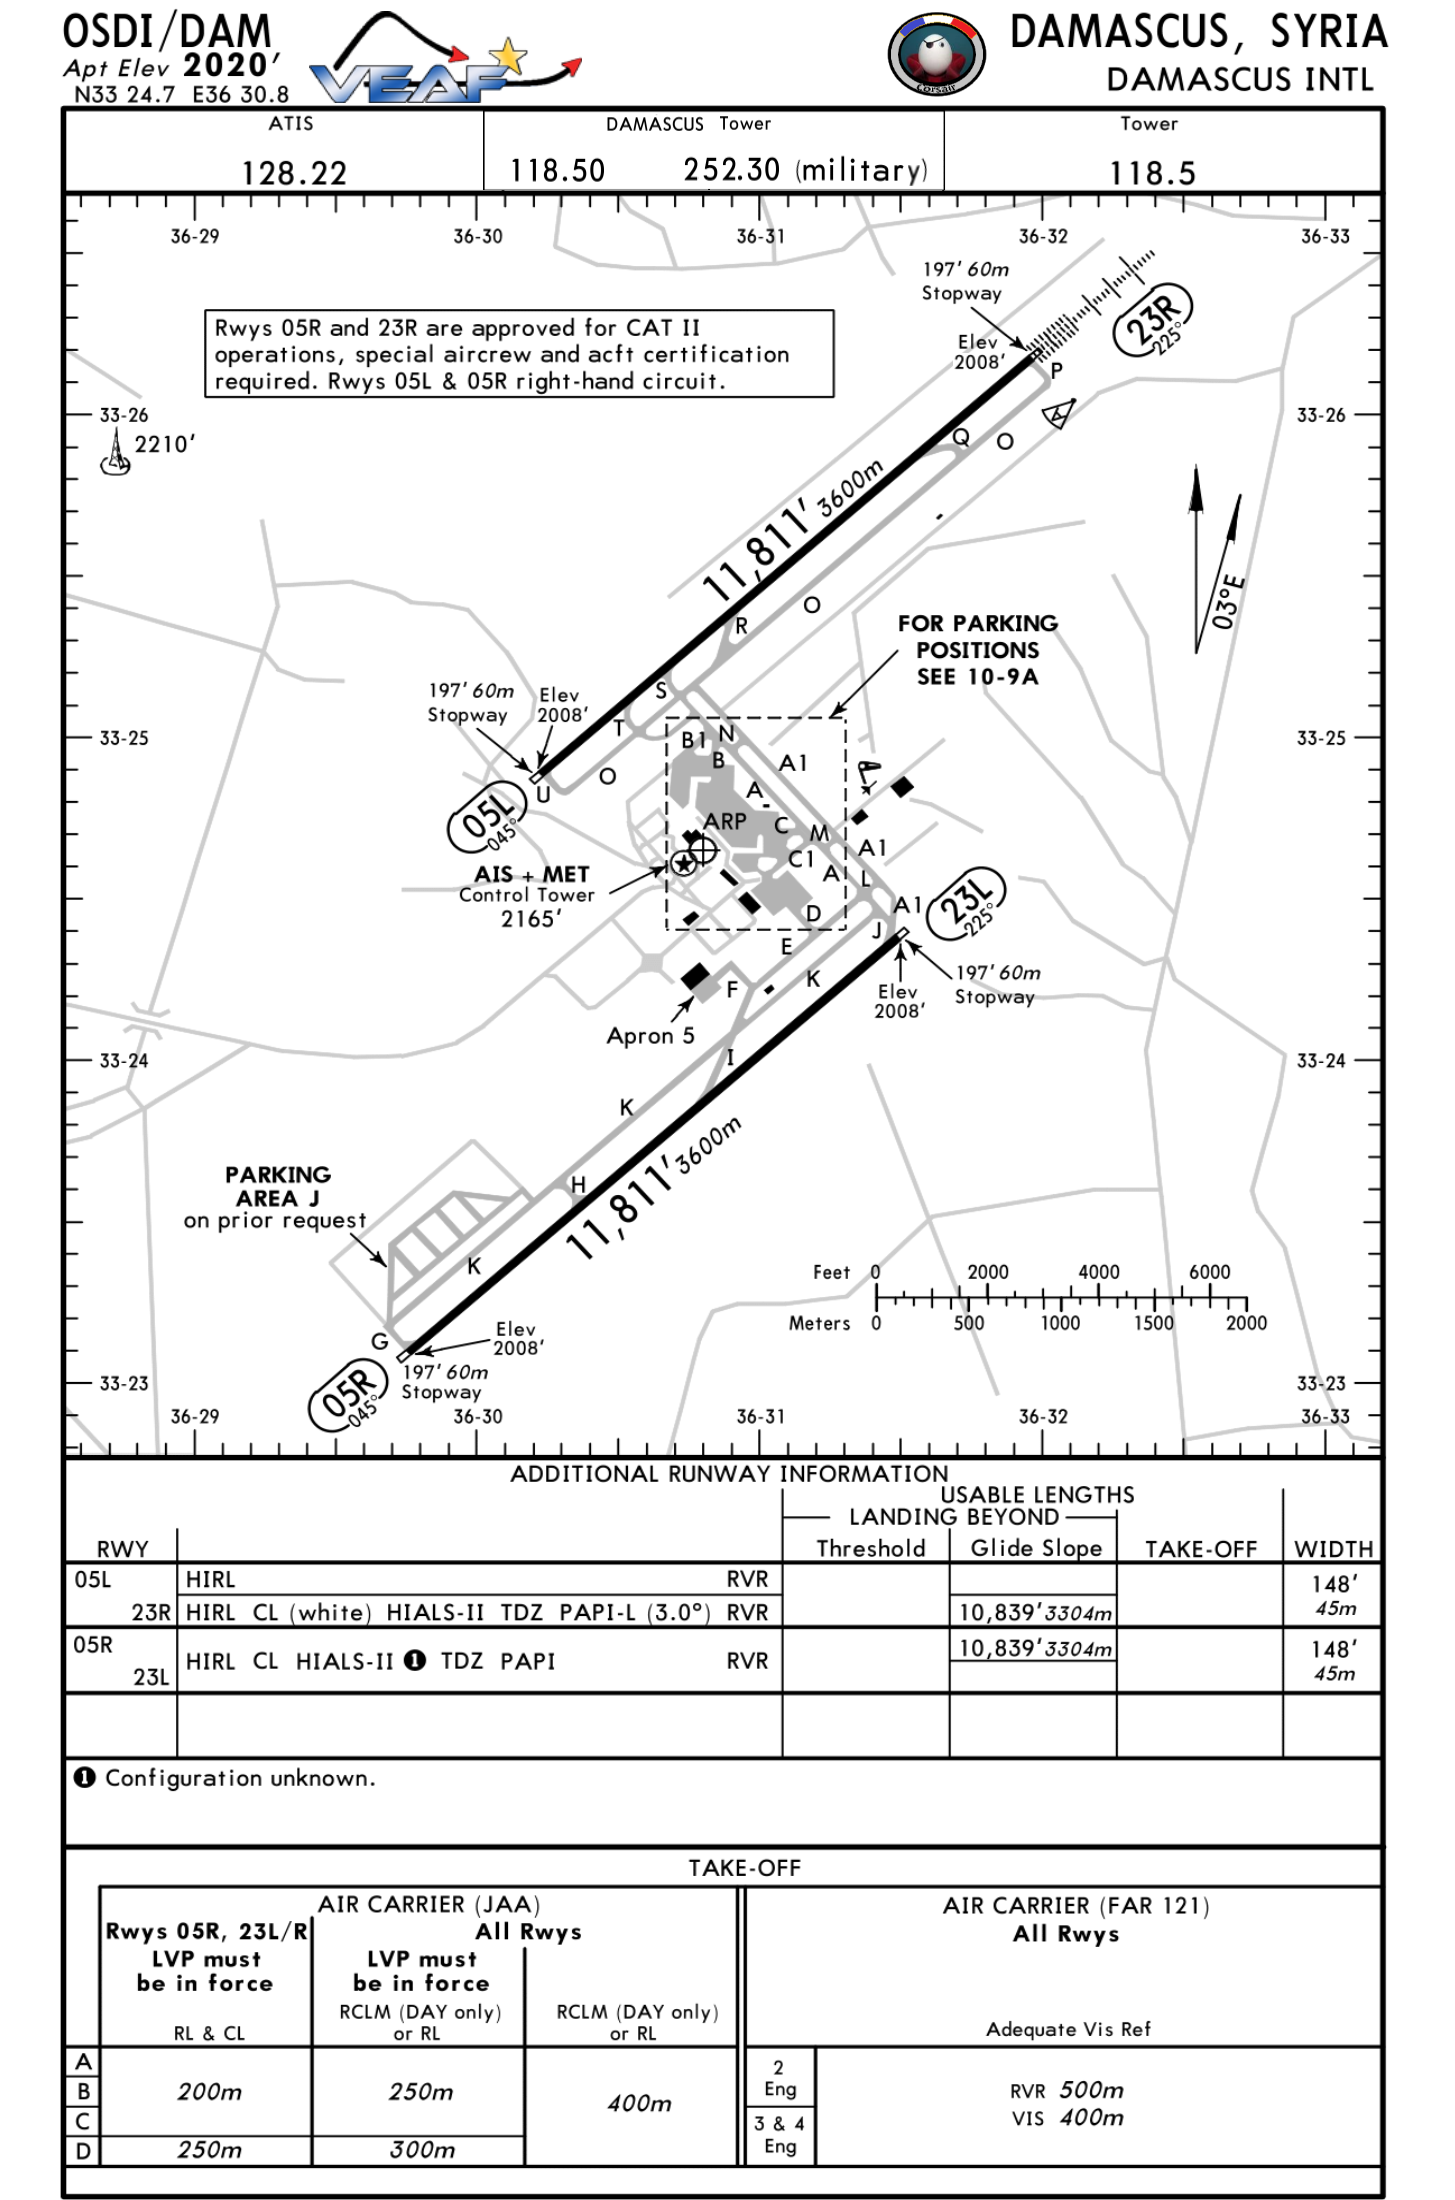 OSDI/DAM
Apt Elev 2020'
N33 24.7 E36 30.8
VEAF
Corsair
DAMASCUS, SYRIA
DAMASCUS INTL
ATIS
128.22
DAMASCUS Tower
118.50 252.30 (military)
Tower
118.5
36-29 36-30 36-31 36-32 36-33
197' 60m
Stopway
23R
225°
Elev
2008'
P
Rwys 05R and 23R are approved for CAT II
operations, special aircrew and acft certification
required. Rwys 05L & 05R right-hand circuit.
33-26 33-26
A
2210'
Q O
11,811' 3600m
03°E
O
R
FOR PARKING
POSITIONS
SEE 10-9A
S
197' 60m
Stopway
Elev
2008'
T
33-25 33-25
B1 N
B A1
O
U
A
05L
045°
ARP C M
C1 A A1
L
AIS + MET
Control Tower
2165'
D
A1
23L
225°
J
E
K
F
197' 60m
Stopway
Elev
2008'
Apron 5
I
33-24 33-24
K
11,811' 3600m
PARKING
AREA J
on prior request
H
K
Feet 0 2000 4000 6000
Meters 0 500 1000 1500 2000
G
Elev
2008'
197' 60m
Stopway
05R
045°
33-23 33-23
36-29 36-30 36-31 36-32 36-33
ADDITIONAL RUNWAY INFORMATION
USABLE LENGTHS
LANDING BEYOND
RWY Threshold Glide Slope TAKE-OFF WIDTH
05L HIRL RVR 148'
23R HIRL CL (white) HIALS-II TDZ PAPI-L (3.0°) RVR 10,839' 3304m 45m
05R 10,839' 3304m 148'
HIRL CL HIALS-II ❶ TDZ PAPI RVR
23L 45m
❶ Configuration unknown.
TAKE-OFF
AIR CARRIER (JAA) AIR CARRIER (FAR 121)
Rwys 05R, 23L/R All Rwys All Rwys
LVP must LVP must
be in force be in force
RCLM (DAY only) RCLM (DAY only)
RL & CL or RL or RL Adequate Vis Ref
A
B 200m 250m 400m
C
D 250m 300m
2
Eng
3 & 4
Eng
RVR 500m
VIS 400m